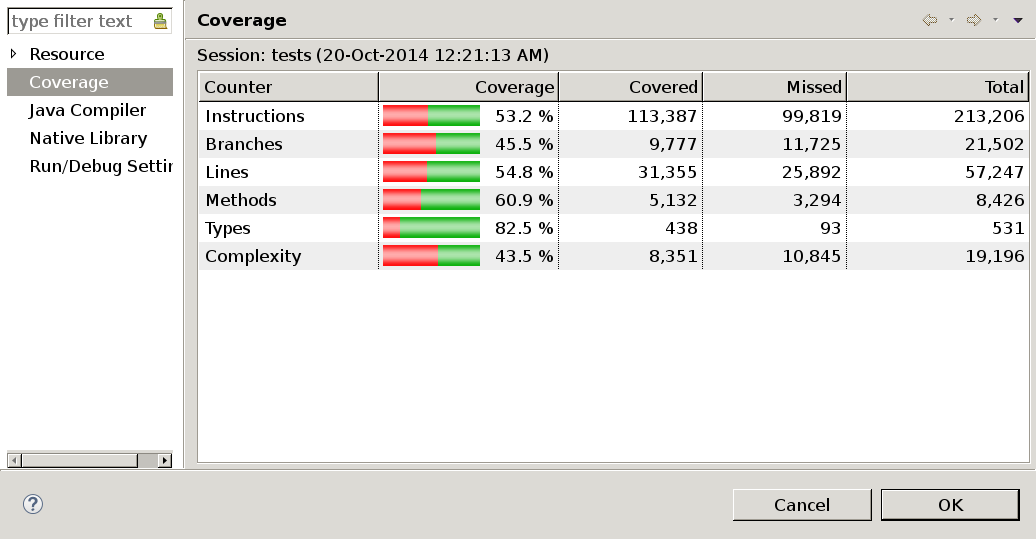 type filter text
Resource
Coverage
Java Compiler
Native Library
Run/Debug Settin
Coverage
Session: tests (20-Oct-2014 12:21:13 AM)
Counter Coverage Covered Missed Total
Instructions 53.2 % 113,387 99,819 213,206
Branches 45.5 % 9,777 11,725 21,502
Lines 54.8 % 31,355 25,892 57,247
Methods 60.9 % 5,132 3,294 8,426
Types 82.5 % 438 93 531
Complexity 43.5 % 8,351 10,845 19,196
?
Cancel OK